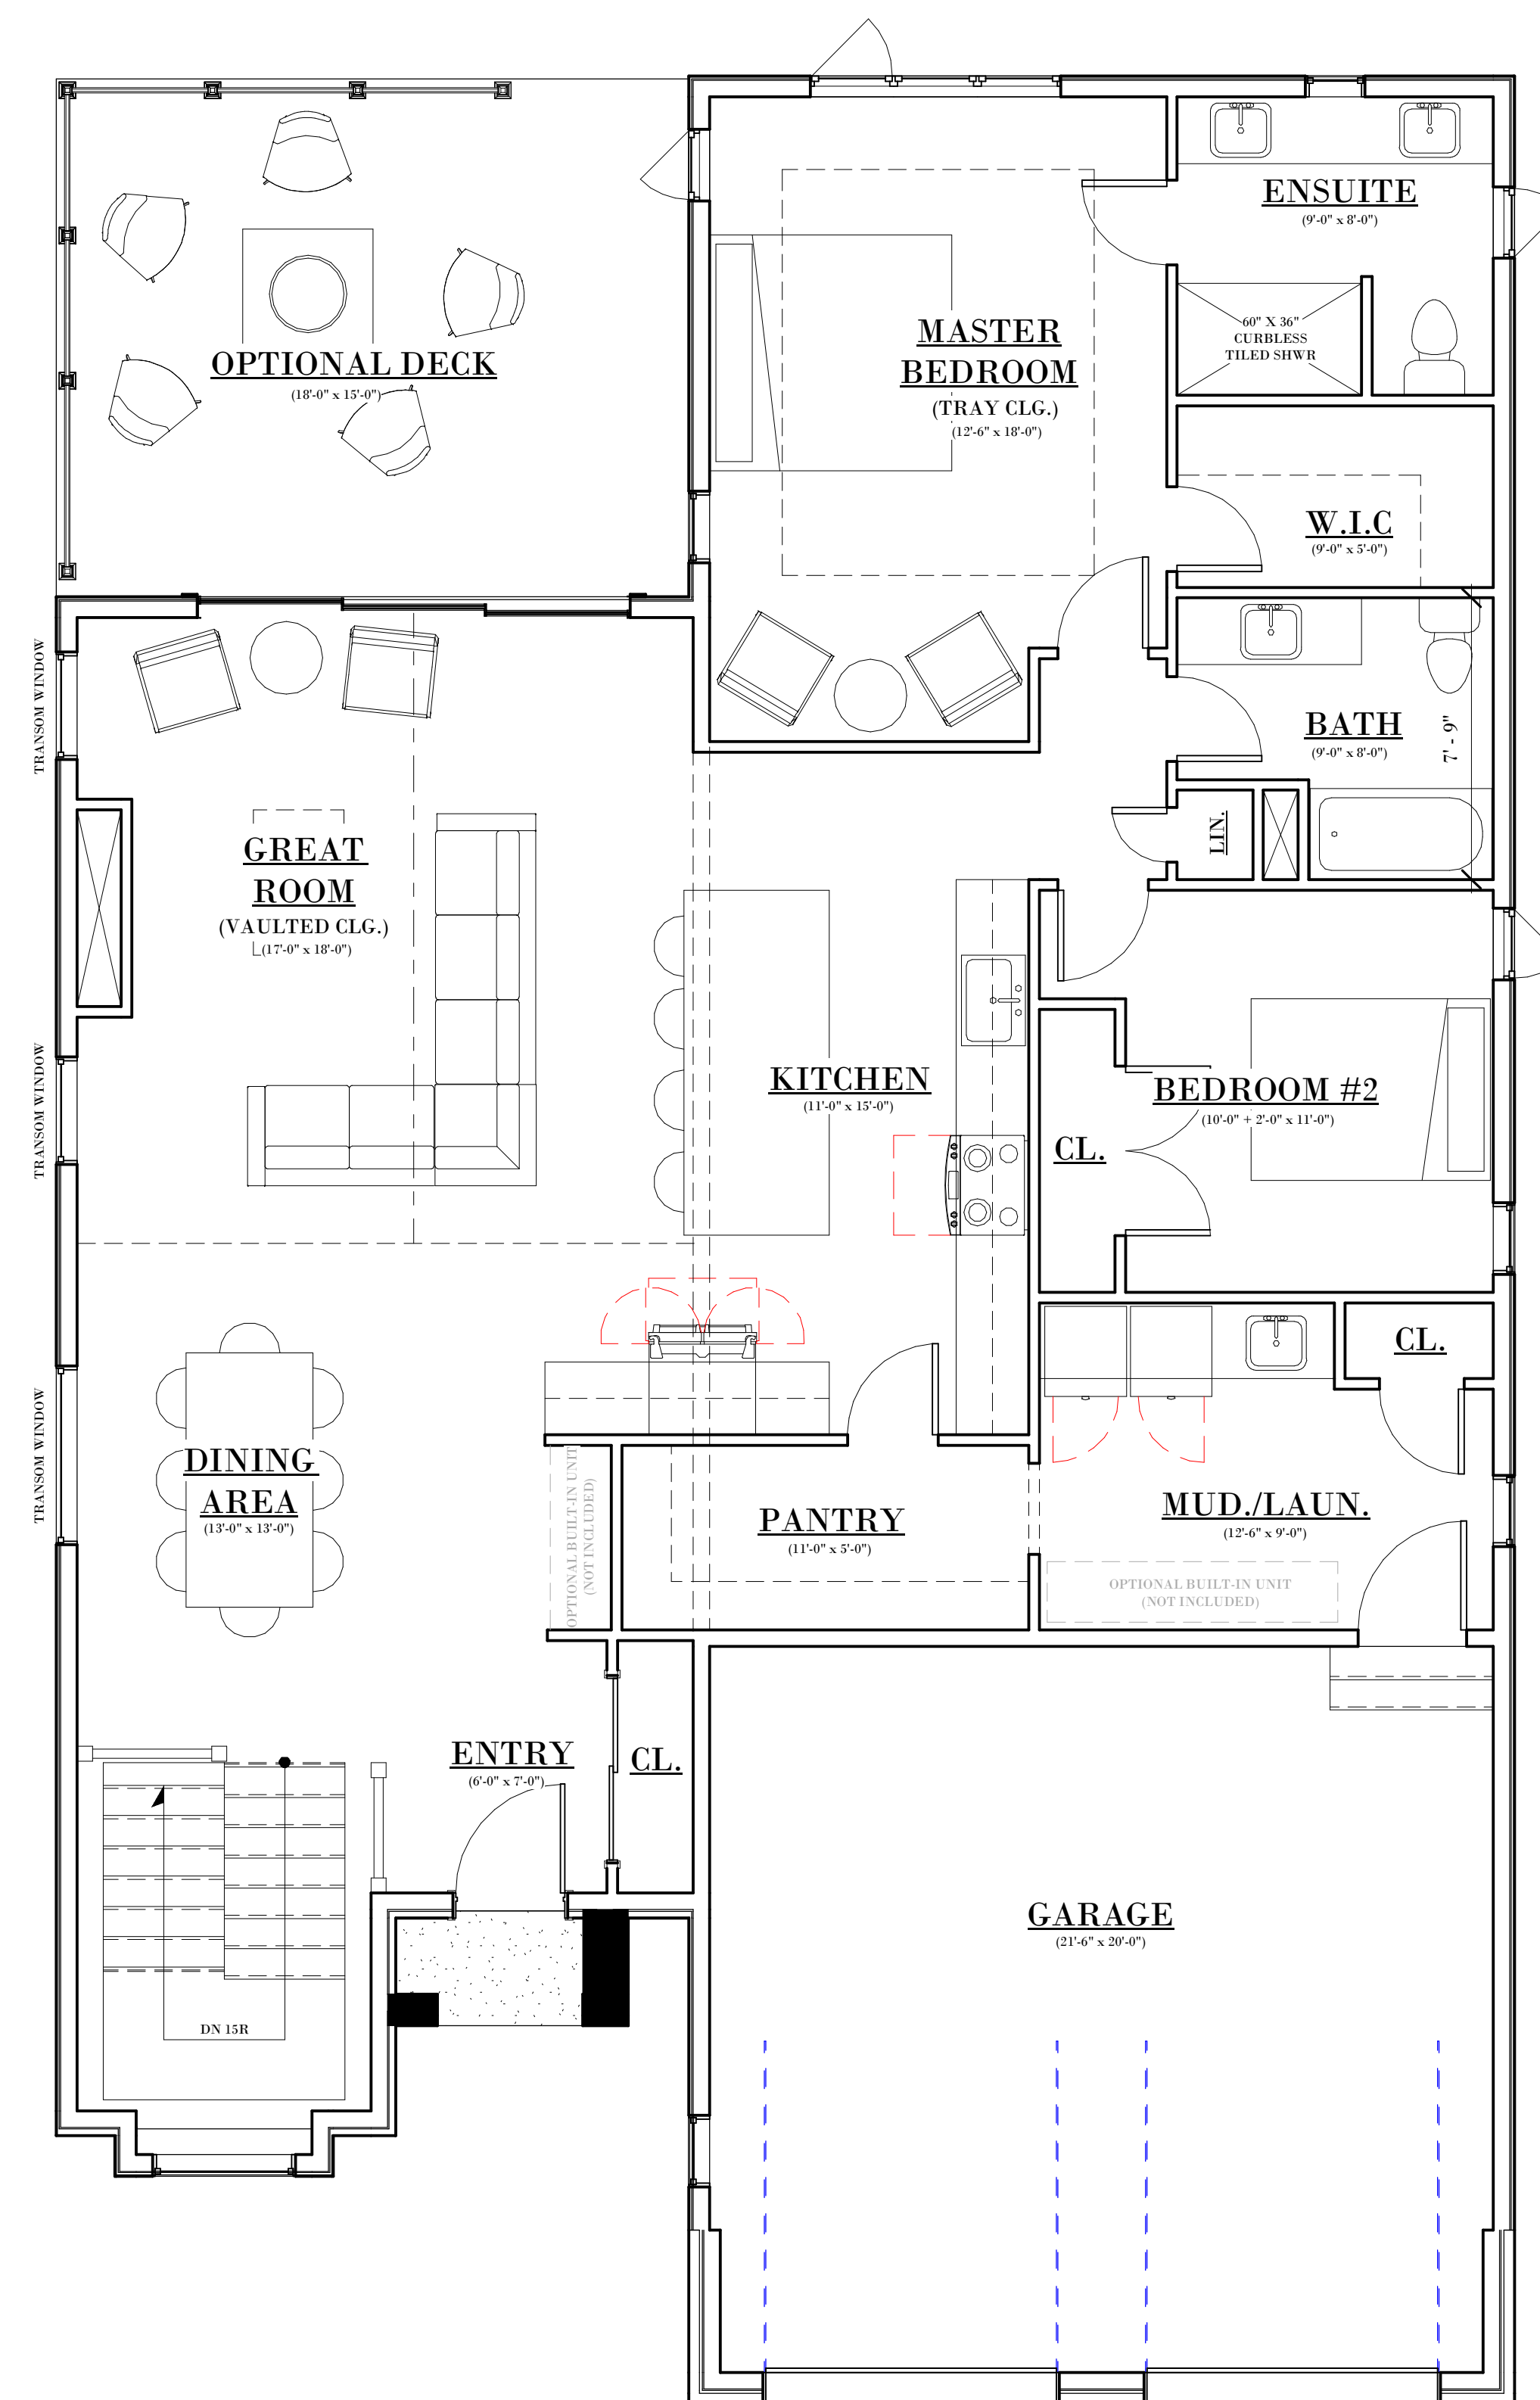 ENSUITE
(9'-0" x 8'-0")
60" X 36"
CURBLESS
TILED SHWR
MASTER
BEDROOM
(TRAY CLG.)
(12'-6" x 18'-0")
OPTIONAL DECK
(18'-0" x 15'-0")
W.I.C
(9'-0" x 5'-0")
TRANSOM WINDOW
BATH
(9'-0" x 8'-0")
7' - 9"
LIN.
GREAT
ROOM
(VAULTED CLG.)
(17'-0" x 18'-0")
KITCHEN
(11'-0" x 15'-0")
BEDROOM #2
(10'-0" + 2'-0" x 11'-0")
CL.
TRANSOM WINDOW
CL.
TRANSOM WINDOW
DINING
AREA
(13'-0" x 13'-0")
OPTIONAL BUILT-IN UNIT
(NOT INCLUDED)
PANTRY
(11'-0" x 5'-0")
MUD./LAUN.
(12'-6" x 9'-0")
OPTIONAL BUILT-IN UNIT
(NOT INCLUDED)
ENTRY
(6'-0" x 7'-0")
CL.
GARAGE
(21'-6" x 20'-0")
DN 15R